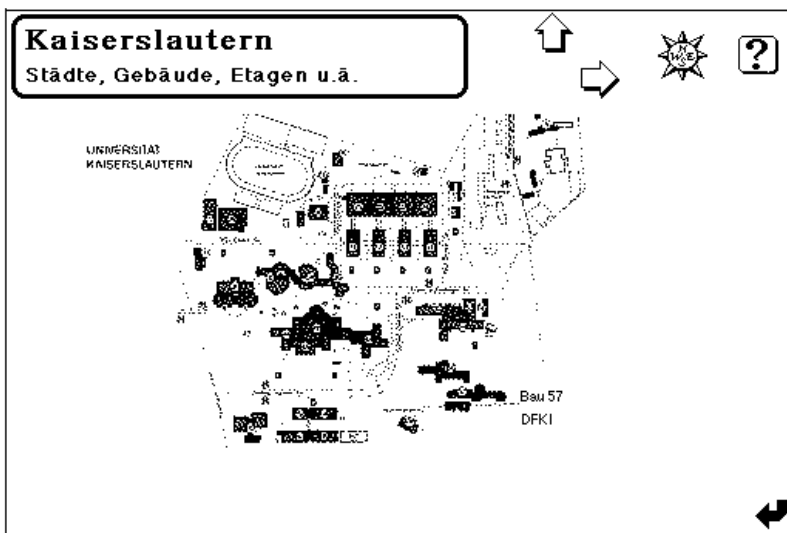 Kaiserslautern
Städte, Gebäude, Etagen u.ä.
N
W E
S
?
UNIVERSITÄT
KAISERSLAUTERN
Bau 57
DFKI